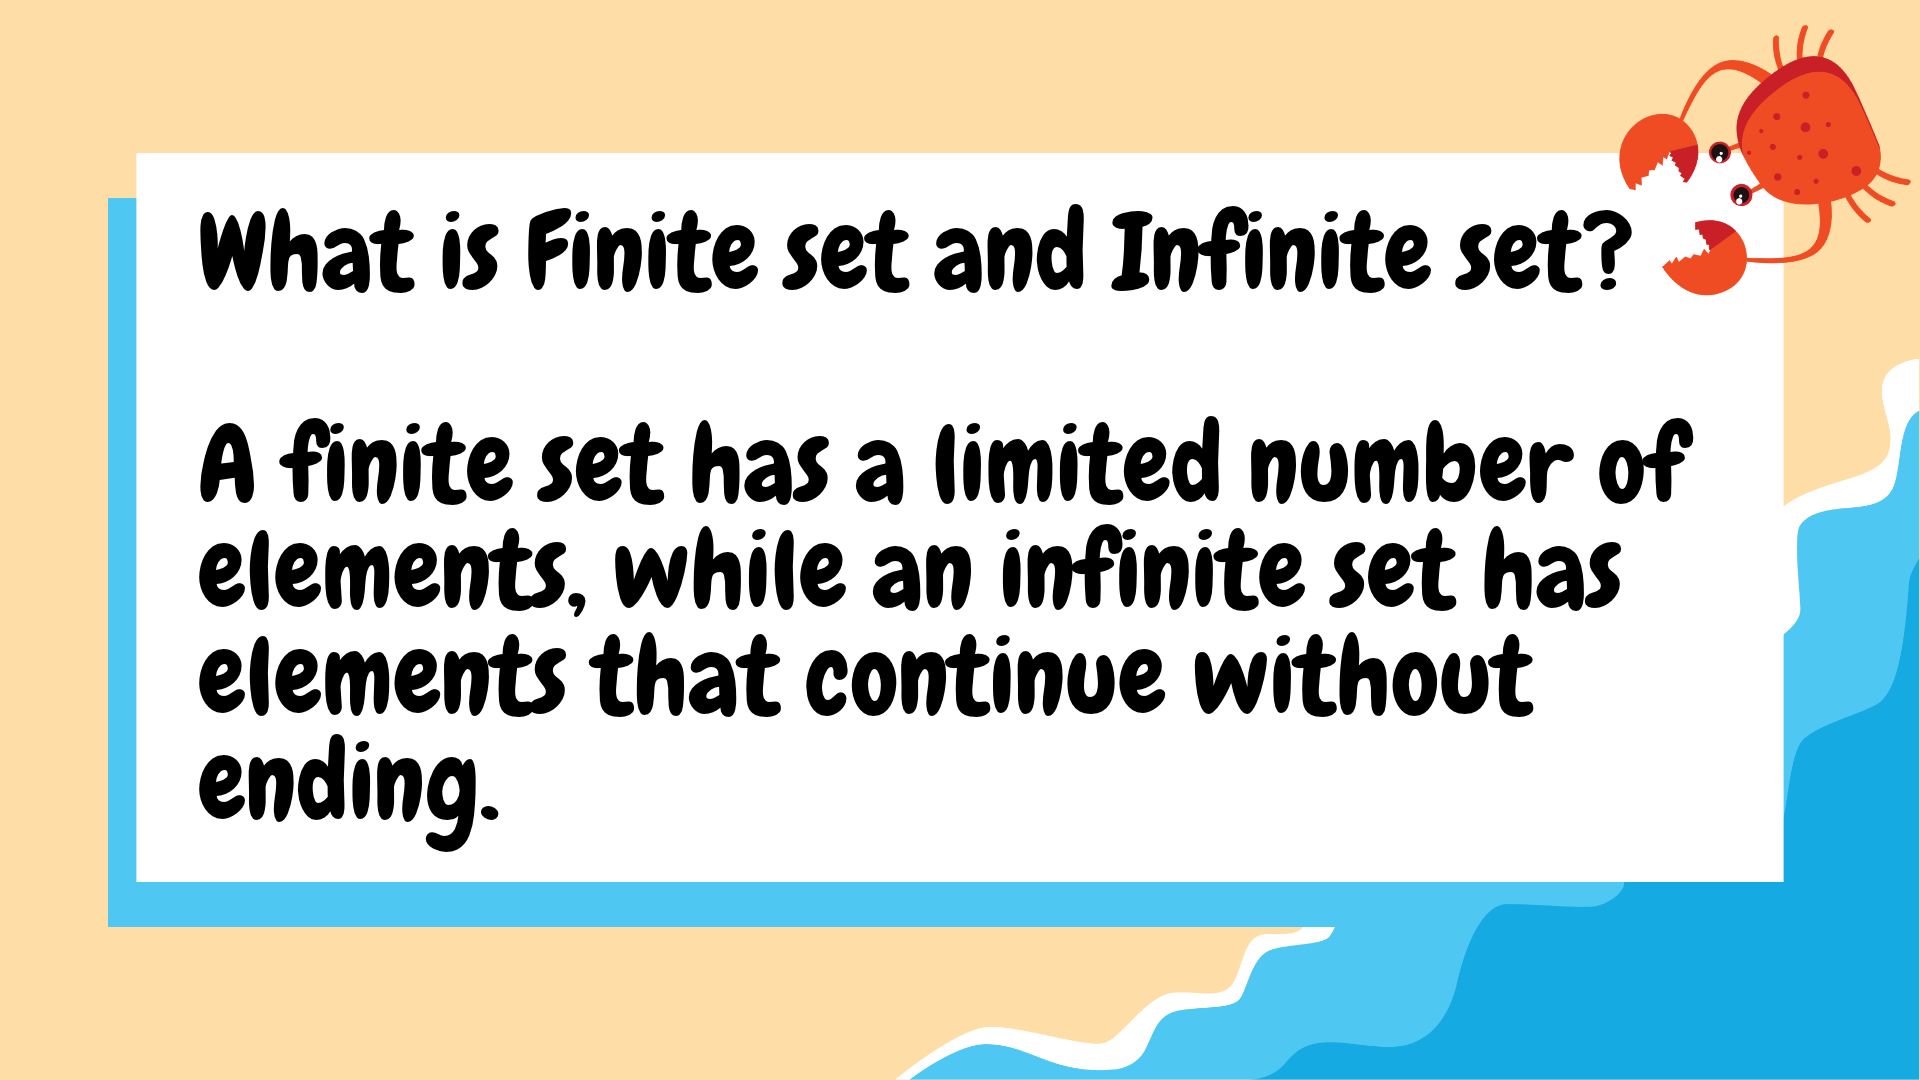 What is Finite set and Infinite set?
A finite set has a limited number of
elements, while an infinite set has
elements that continue without
ending.